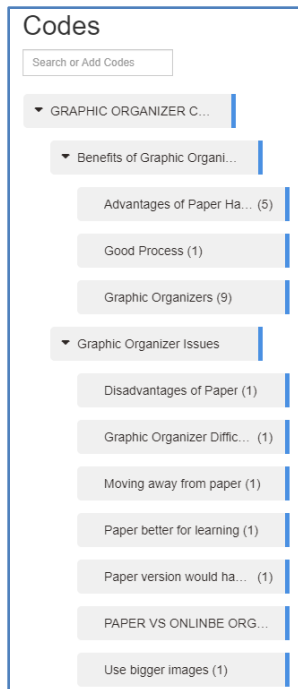 Codes
Search or Add Codes
GRAPHIC ORGANIZER C...
Benefits of Graphic Organi...
Advantages of Paper Ha... (5)
Good Process (1)
Graphic Organizers (9)
Graphic Organizer Issues
Disadvantages of Paper (1)
Graphic Organizer Diffic... (1)
Moving away from paper (1)
Paper better for learning (1)
Paper version would ha... (1)
PAPER VS ONLINBE ORG...
Use bigger images (1)